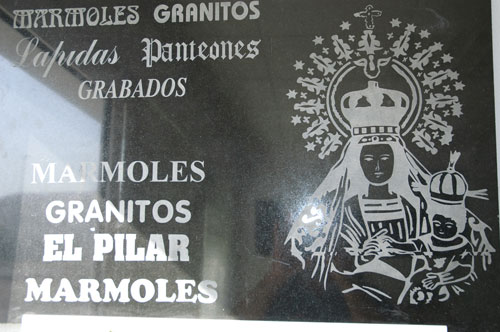 MARMOLES GRANITOS
Lapidas Panteones
GRABADOS
MARMOLES
GRANITOS
EL PILAR
MARMOLES